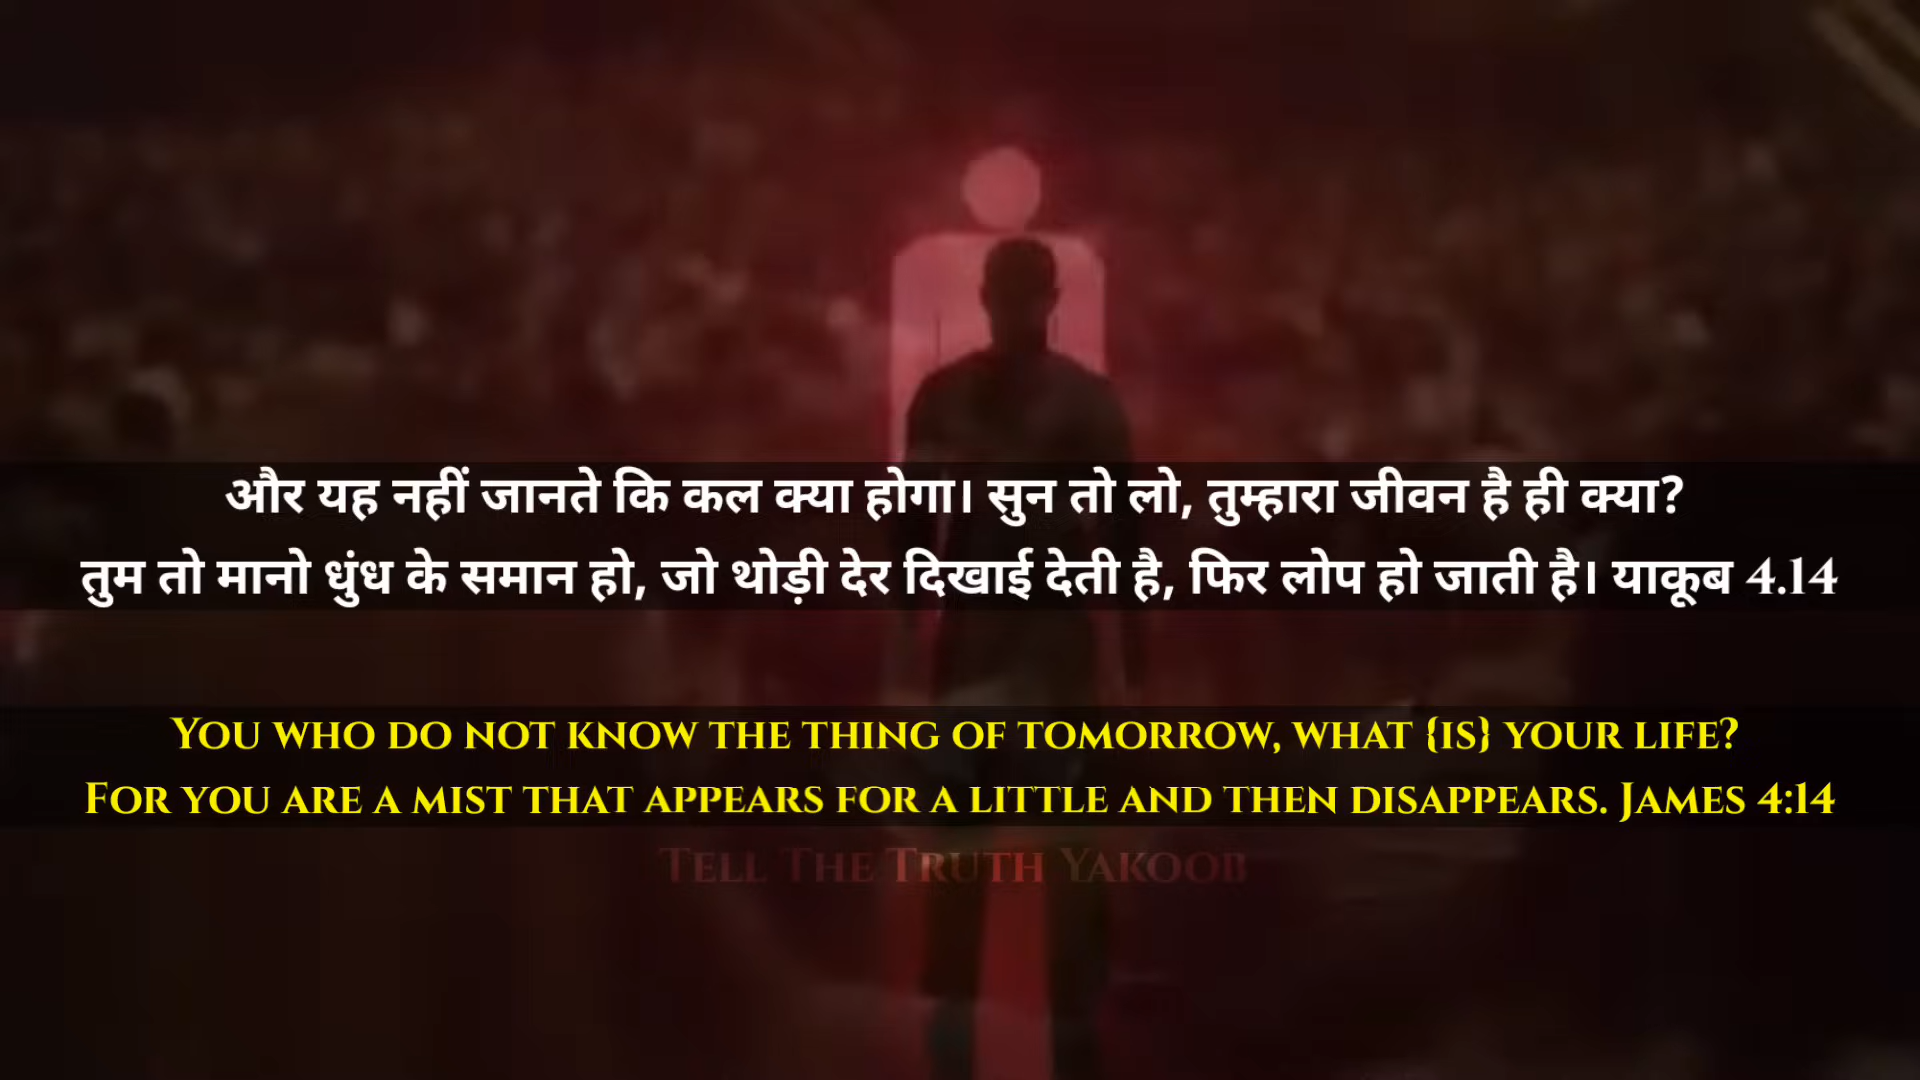 और यह नहीं जानते कि कल क्या होगा। सुन तो लो, तुम्हारा जीवन है ही क्या?
तुम तो मानो धुंध के समान हो, जो थोड़ी देर दिखाई देती है, फिर लोप हो जाती है। याकूब 4.14
You who do not know the thing of tomorrow, what {is} your life?
For you are a mist that appears for a little and then disappears. James 4:14
Tell The Truth Yakoob